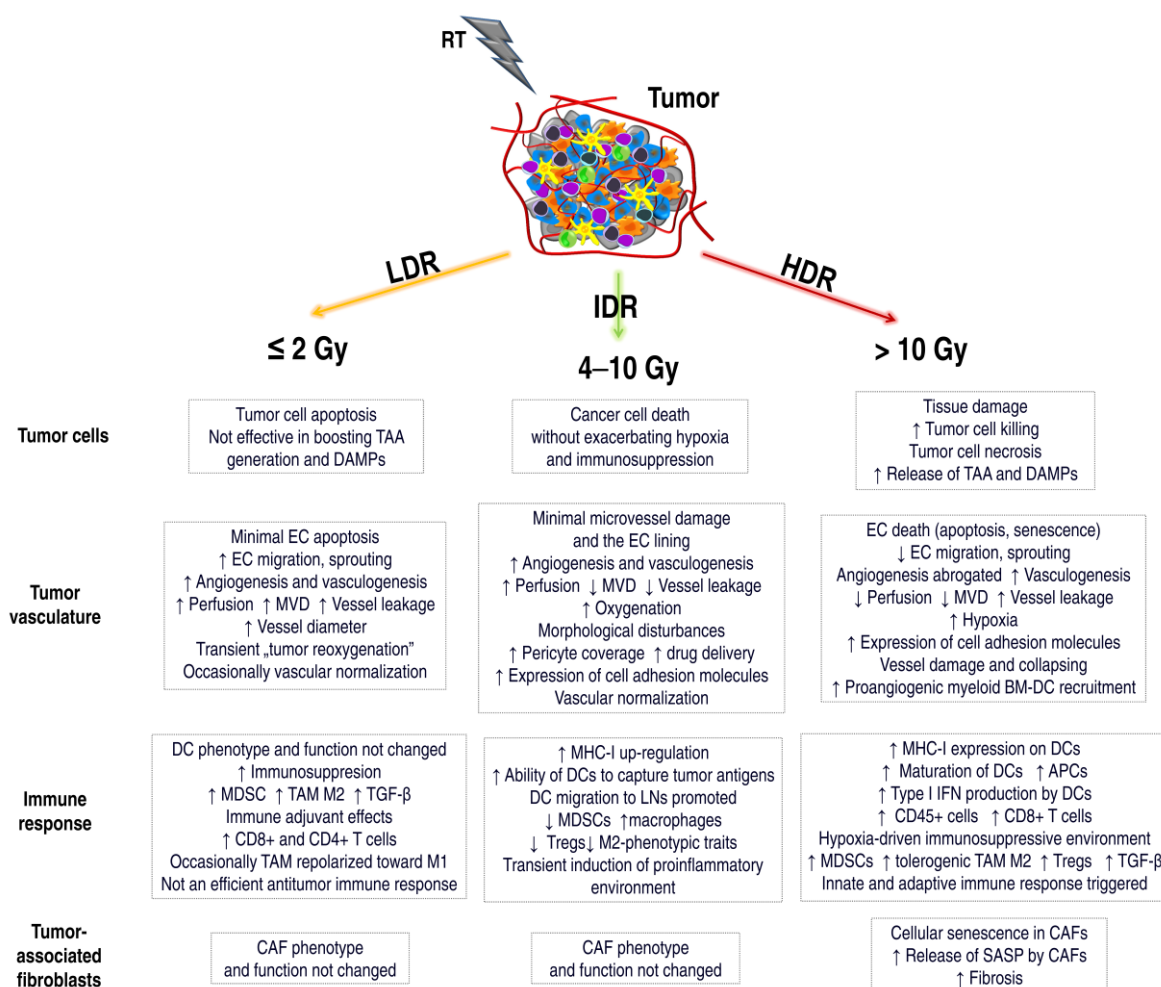 RT
Tumor
LDR
IDR
HDR
≤ 2 Gy
4–10 Gy
> 10 Gy
Tumor cells
Tumor cell apoptosis
Not effective in boosting TAA
generation and DAMPs
Cancer cell death
without exacerbating hypoxia
and immunosuppression
Tissue damage
↑ Tumor cell killing
Tumor cell necrosis
↑ Release of TAA and DAMPs
Tumor
vasculature
Minimal EC apoptosis
↑ EC migration, sprouting
↑ Angiogenesis and vasculogenesis
↑ Perfusion ↑ MVD ↑ Vessel leakage
↑ Vessel diameter
Transient „tumor reoxygenation”
Occasionally vascular normalization
Minimal microvessel damage
and the EC lining
↑ Angiogenesis and vasculogenesis
↑ Perfusion ↓ MVD ↓ Vessel leakage
↑ Oxygenation
Morphological disturbances
↑ Pericyte coverage ↑ drug delivery
↑ Expression of cell adhesion molecules
Vascular normalization
EC death (apoptosis, senescence)
↓ EC migration, sprouting
Angiogenesis abrogated ↑ Vasculogenesis
↓ Perfusion ↓ MVD ↑ Vessel leakage
↑ Hypoxia
↑ Expression of cell adhesion molecules
Vessel damage and collapsing
↑ Proangiogenic myeloid BM-DC recruitment
Immune
response
DC phenotype and function not changed
↑ Immunosuppresion
↑ MDSC ↑ TAM M2 ↑ TGF-β
Immune adjuvant effects
↑ CD8+ and CD4+ T cells
Occasionally TAM repolarized toward M1
Not an efficient antitumor immune response
↑ MHC-I up-regulation
↑ Ability of DCs to capture tumor antigens
DC migration to LNs promoted
↓ MDSCs ↑macrophages
↓ Tregs↓ M2-phenotypic traits
Transient induction of proinflammatory
environment
↑ MHC-I expression on DCs
↑ Maturation of DCs ↑ APCs
↑ Type I IFN production by DCs
↑ CD45+ cells ↑ CD8+ T cells
Hypoxia-driven immunosuppressive environment
↑ MDSCs ↑ tolerogenic TAM M2 ↑ Tregs ↑ TGF-β
Innate and adaptive immune response triggered
Tumor-
associated
fibroblasts
CAF phenotype
and function not changed
CAF phenotype
and function not changed
Cellular senescence in CAFs
↑ Release of SASP by CAFs
↑ Fibrosis